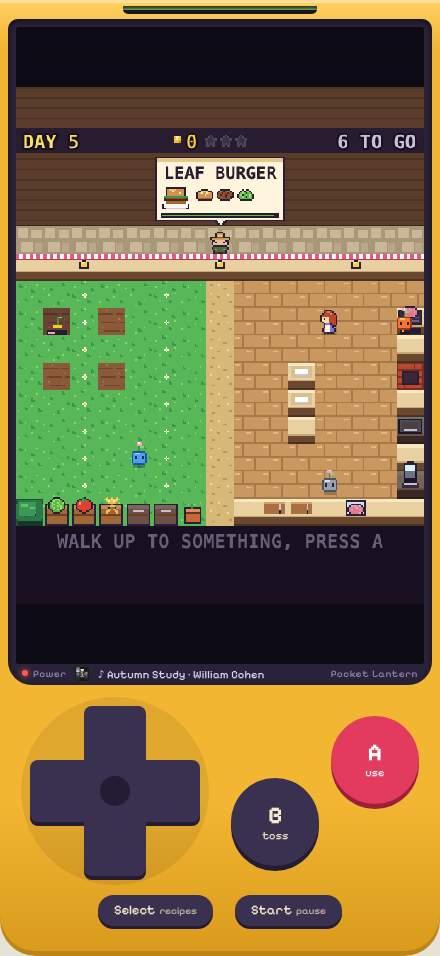 DAY 5
0
6 TO GO
LEAF BURGER
WALK UP TO SOMETHING, PRESS A
Power
♪ Autumn Study · William Cohen
Pocket Lantern
A
use
B
toss
Select recipes
Start pause